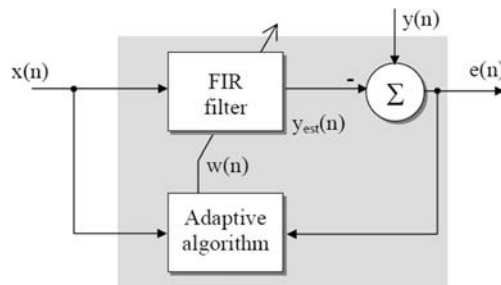 y(n)
x(n)
e(n)
FIR
filter
-
Σ
yest(n)
w(n)
Adaptive
algorithm